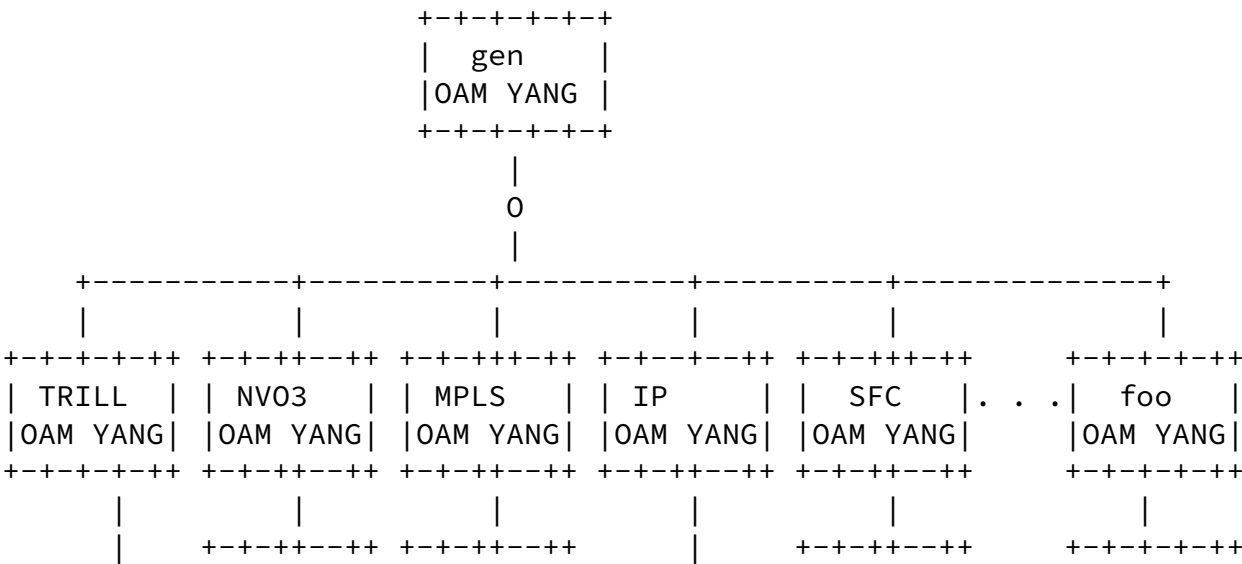 +-+-+-+-+-+
|   gen     |
|OAM YANG |
+-+-+-+-+-+
|
O
|
+-----------+----------+----------+----------+--------------+
|           |          |          |          |              |
+-+-+-+-++ +-+-++--++ +-+-+++-++ +-+--+--++ +-+-+++-++     +-+-+-+-++
| TRILL  | | NVO3   | | MPLS   | | IP     | |  SFC   |. . .|  foo   |
|OAM YANG| |OAM YANG| |OAM YANG| |OAM YANG| |OAM YANG|     |OAM YANG|
+-+-+-+-++ +-+-++--++ +-+-++--++ +-+-++--++ +-+-++--++     +-+-+-+-++
|         |          |          |          |             |
|    +-+-++--++ +-+-++--++      |     +-+-++--++     +-+-+-+-++